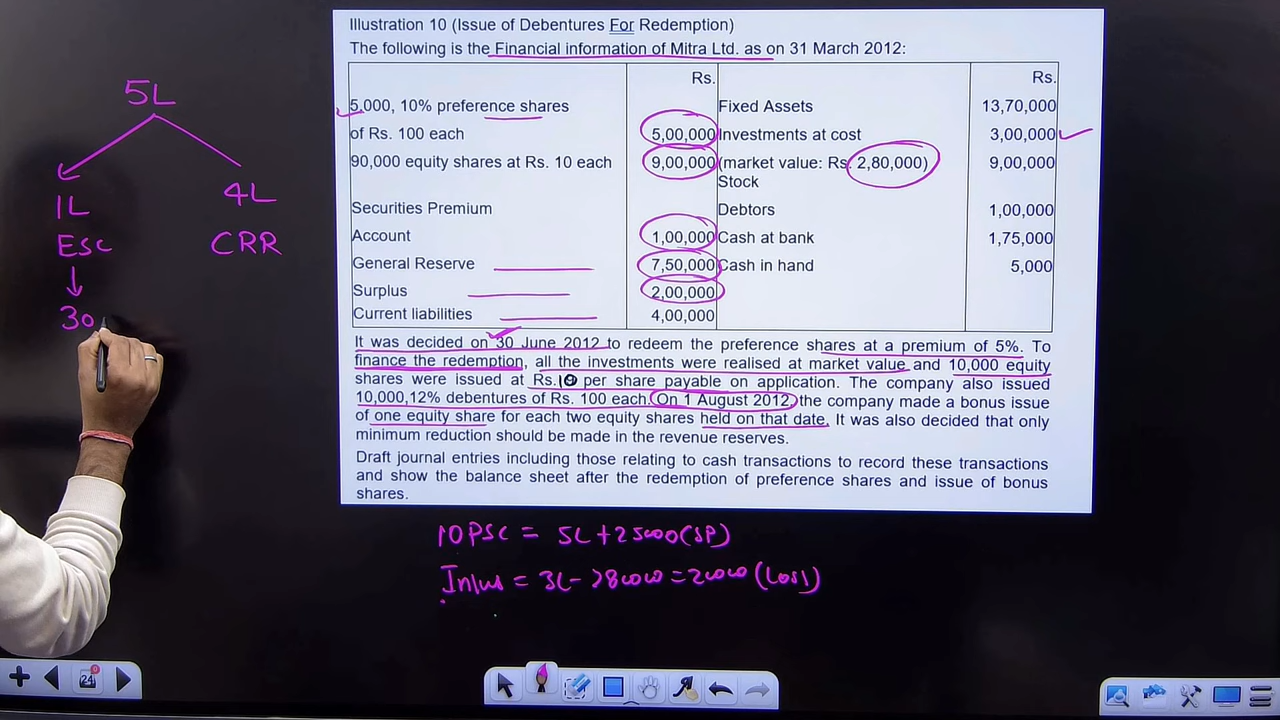 Illustration 10 (Issue of Debentures For Redemption)
The following is the Financial information of Mitra Ltd. as on 31 March 2012:
Rs. Rs.
5,000, 10% preference shares Fixed Assets 13,70,000
of Rs. 100 each 5,00,000 Investments at cost 3,00,000
90,000 equity shares at Rs. 10 each 9,00,000 (market value: Rs. 2,80,000) 9,00,000
Stock
Securities Premium Debtors 1,00,000
Account 1,00,000 Cash at bank 1,75,000
General Reserve 7,50,000 Cash in hand 5,000
Surplus 2,00,000
Current liabilities 4,00,000
It was decided on 30 June 2012 to redeem the preference shares at a premium of 5%. To
finance the redemption, all the investments were realised at market value and 10,000 equity
shares were issued at Rs.10 per share payable on application. The company also issued
10,000,12% debentures of Rs. 100 each. On 1 August 2012, the company made a bonus issue
of one equity share for each two equity shares held on that date. It was also decided that only
minimum reduction should be made in the revenue reserves.
Draft journal entries including those relating to cash transactions to record these transactions
and show the balance sheet after the redemption of preference shares and issue of bonus
shares.
5L
1L 4L
Esc CRR
30
10PSC = 5L+25000(SP)
= 3L- 28000 = 2000 (Loss)
24